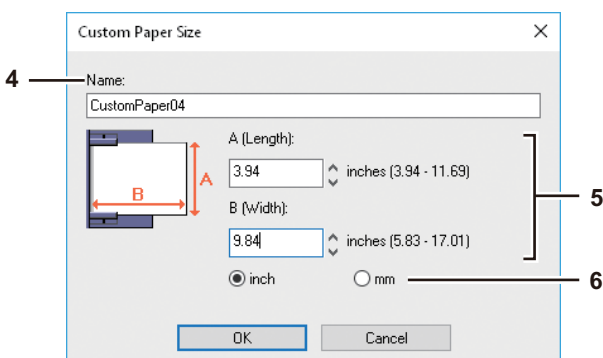 Custom Paper Size
4
Name:
CustomPaper04
A (Length):
3.94 inches (3.94 - 11.69)
A
B
5
B (Width):
9.84 inches (5.83 - 17.01)
inch mm 6
OK Cancel